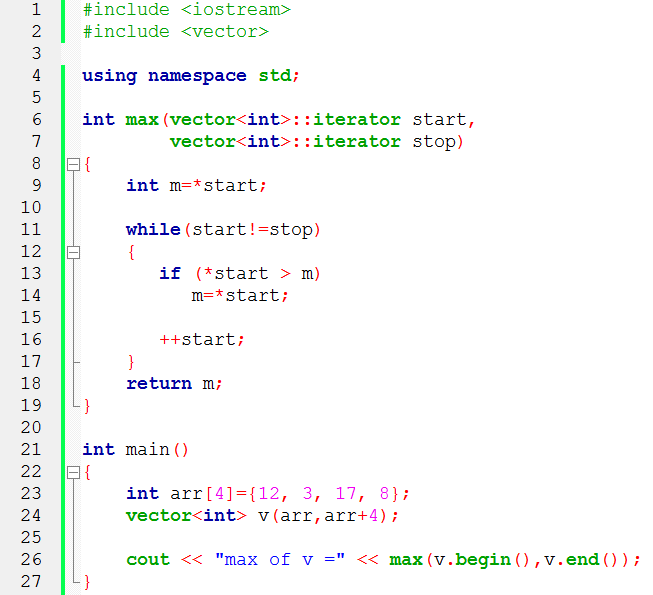 1 #include <iostream>
2 #include <vector>
3
4 using namespace std;
5
6 int max(vector<int>::iterator start,
7         vector<int>::iterator stop)
8 {
9     int m=*start;
10
11     while(start!=stop)
12     {
13        if (*start > m)
14           m=*start;
15
16        ++start;
17     }
18     return m;
19 }
20
21 int main()
22 {
23     int arr[4]={12, 3, 17, 8};
24     vector<int> v(arr,arr+4);
25
26     cout << "max of v =" << max(v.begin(),v.end());
27 }